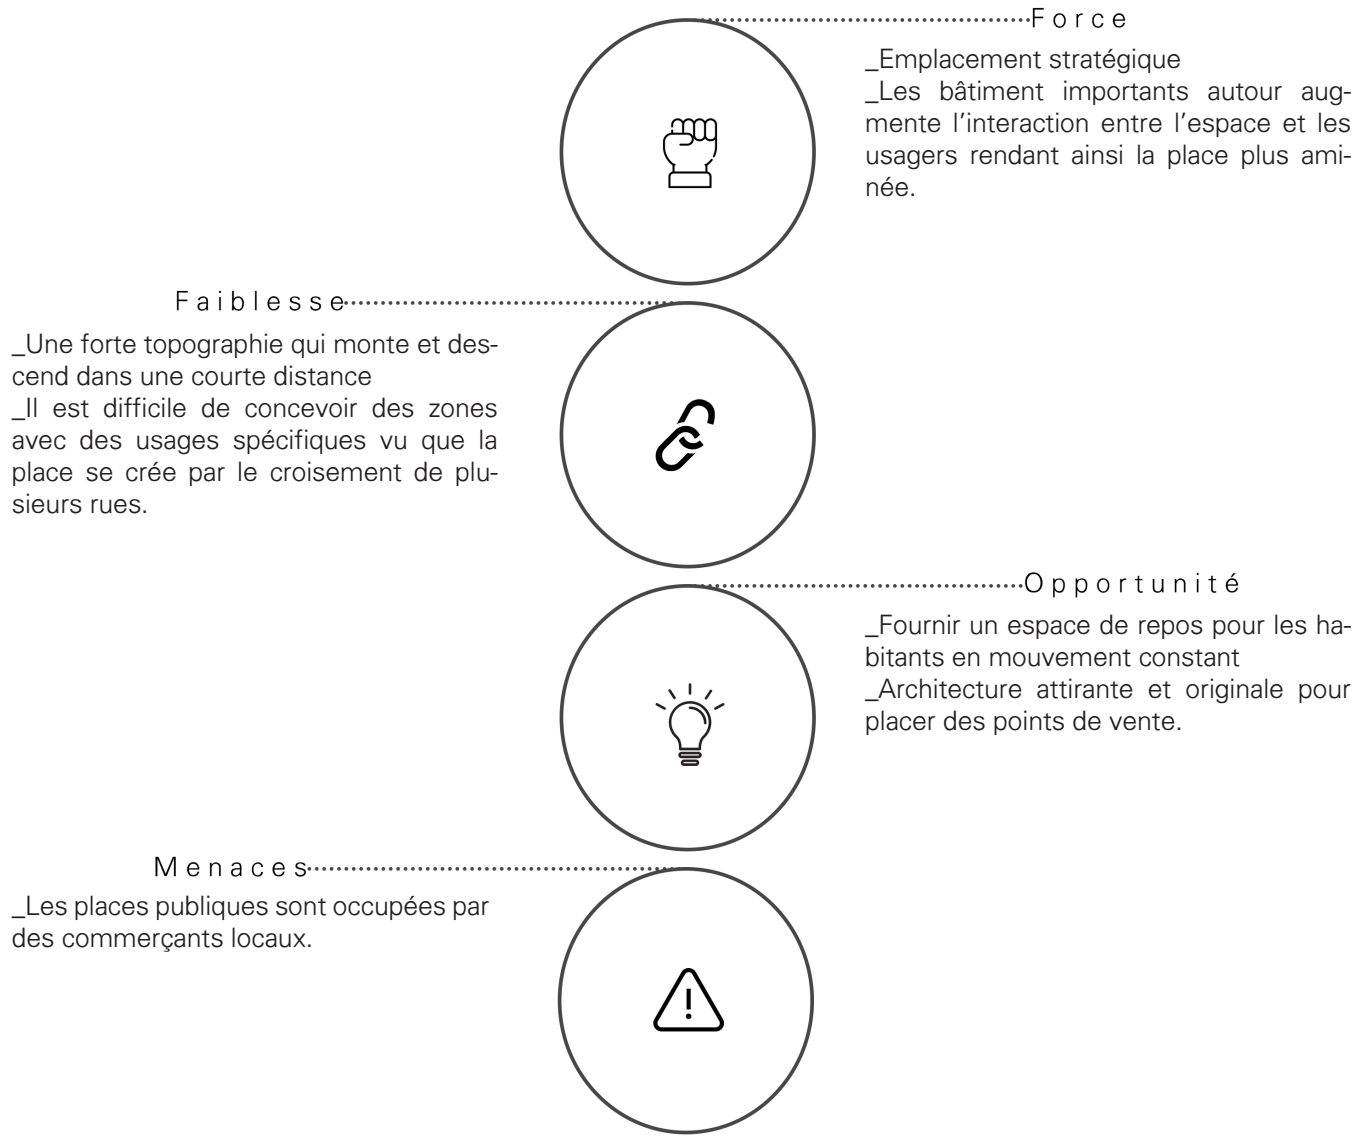 Force
_Emplacement stratégique
_Les bâtiment importants autour aug-
mente l'interaction entre l'espace et les
usagers rendant ainsi la place plus ami-
née.
Faiblesse
_Une forte topographie qui monte et des-
cend dans une courte distance
_Il est difficile de concevoir des zones
avec des usages spécifiques vu que la
place se crée par le croisement de plu-
sieurs rues.
Opportunité
_Fournir un espace de repos pour les ha-
bitants en mouvement constant
_Architecture attirante et originale pour
placer des points de vente.
Menaces
_Les places publiques sont occupées par
des commerçants locaux.